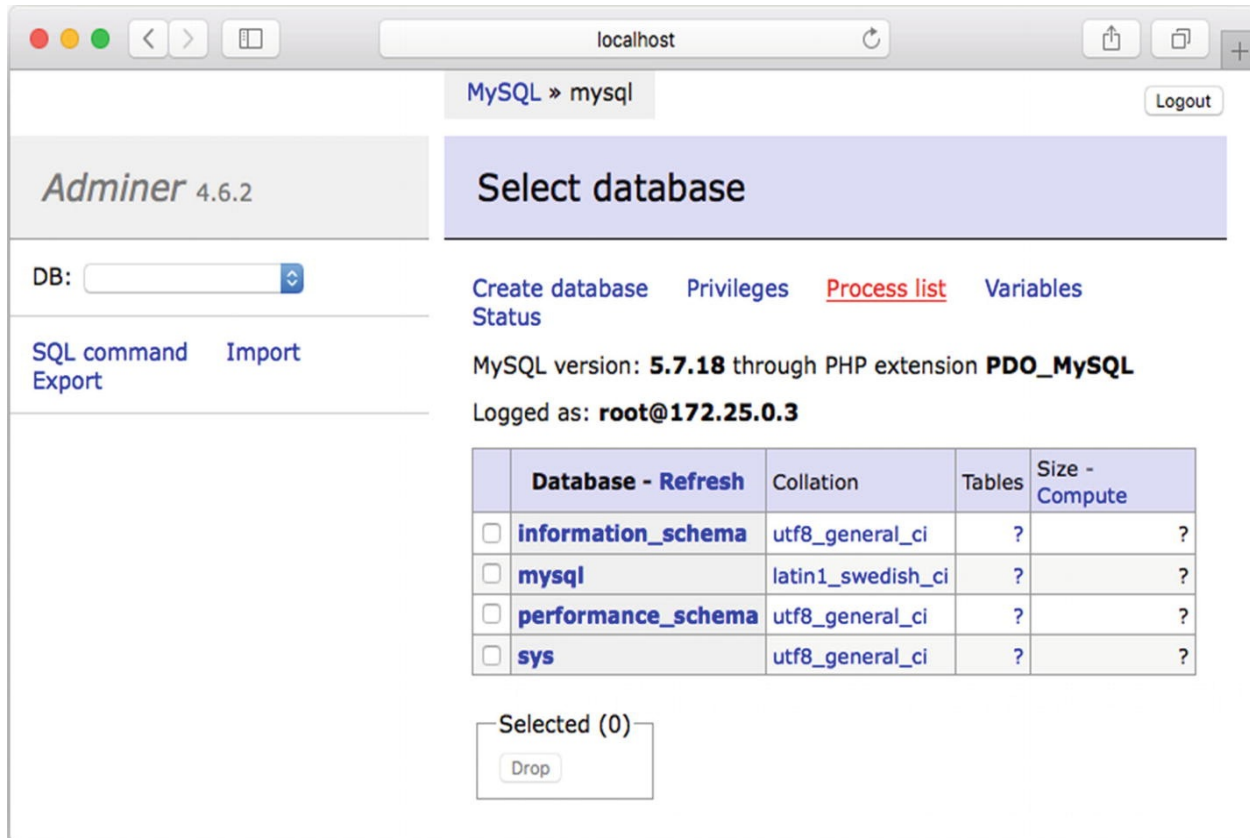 localhost
MySQL » mysql
Logout
Adminer 4.6.2
Select database
DB:
SQL command Import
Export
Create database Privileges Process list Variables
Status
MySQL version: 5.7.18 through PHP extension PDO_MySQL
Logged as: root@172.25.0.3
Database - Refresh Collation Tables Size - Compute
information_schema utf8_general_ci ? ?
mysql latin1_swedish_ci ? ?
performance_schema utf8_general_ci ? ?
sys utf8_general_ci ? ?
Selected (0)
Drop